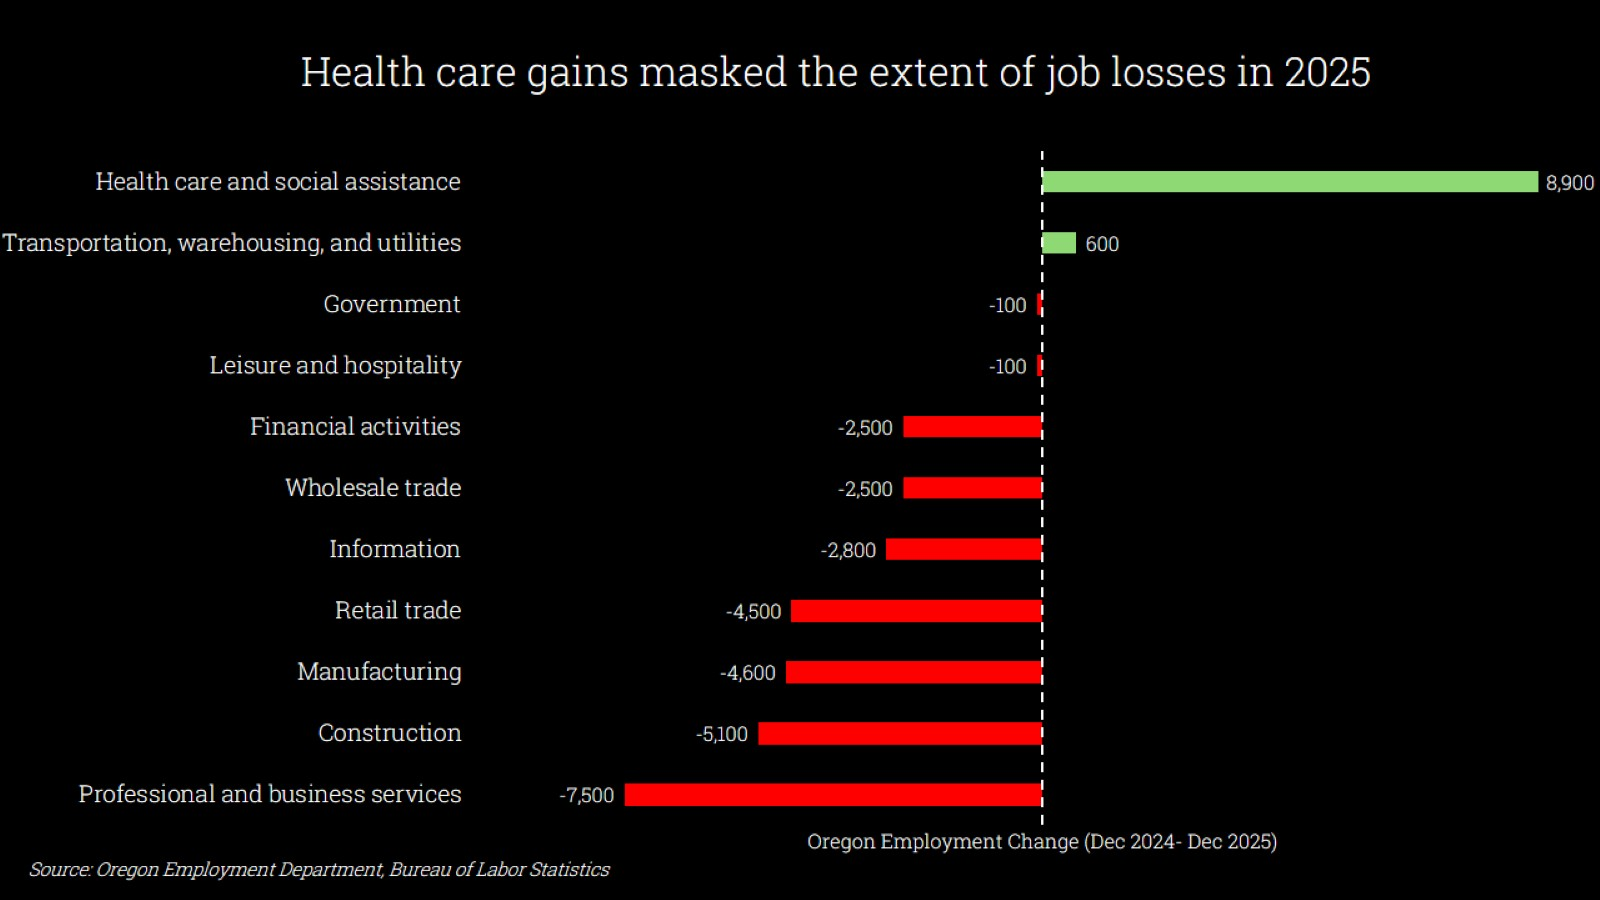 Health care gains masked the extent of job losses in 2025
Health care and social assistance 8,900
Transportation, warehousing, and utilities 600
Government -100
Leisure and hospitality -100
Financial activities -2,500
Wholesale trade -2,500
Information -2,800
Retail trade -4,500
Manufacturing -4,600
Construction -5,100
Professional and business services -7,500
Oregon Employment Change (Dec 2024- Dec 2025)
Source: Oregon Employment Department, Bureau of Labor Statistics